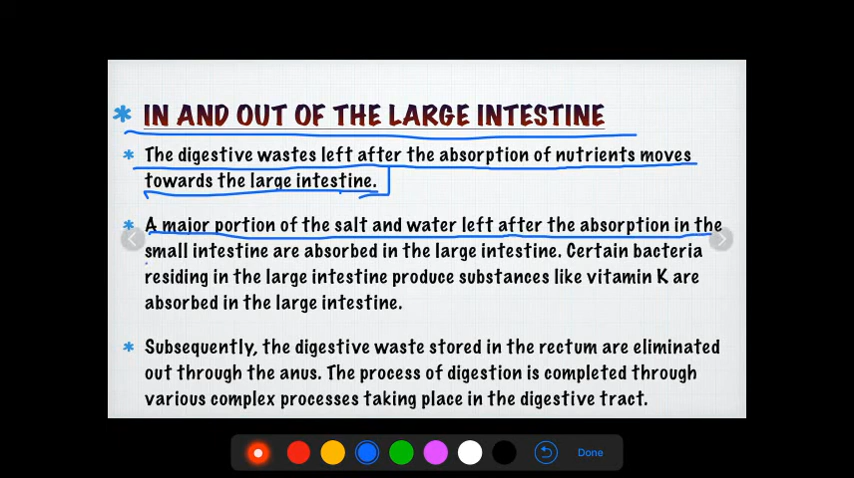 * IN AND OUT OF THE LARGE INTESTINE
* The digestive wastes left after the absorption of nutrients moves
towards the large intestine.
* A major portion of the salt and water left after the absorption in the
small intestine are absorbed in the large intestine. Certain bacteria
residing in the large intestine produce substances like vitamin K are
absorbed in the large intestine.
* Subsequently, the digestive waste stored in the rectum are eliminated
out through the anus. The process of digestion is completed through
various complex processes taking place in the digestive tract.
Done